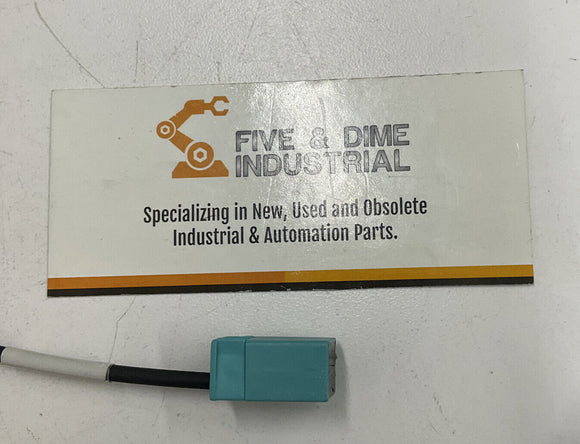 FIVE & DIME
INDUSTRIAL
Specializing in New, Used and Obsolete
Industrial & Automation Parts.